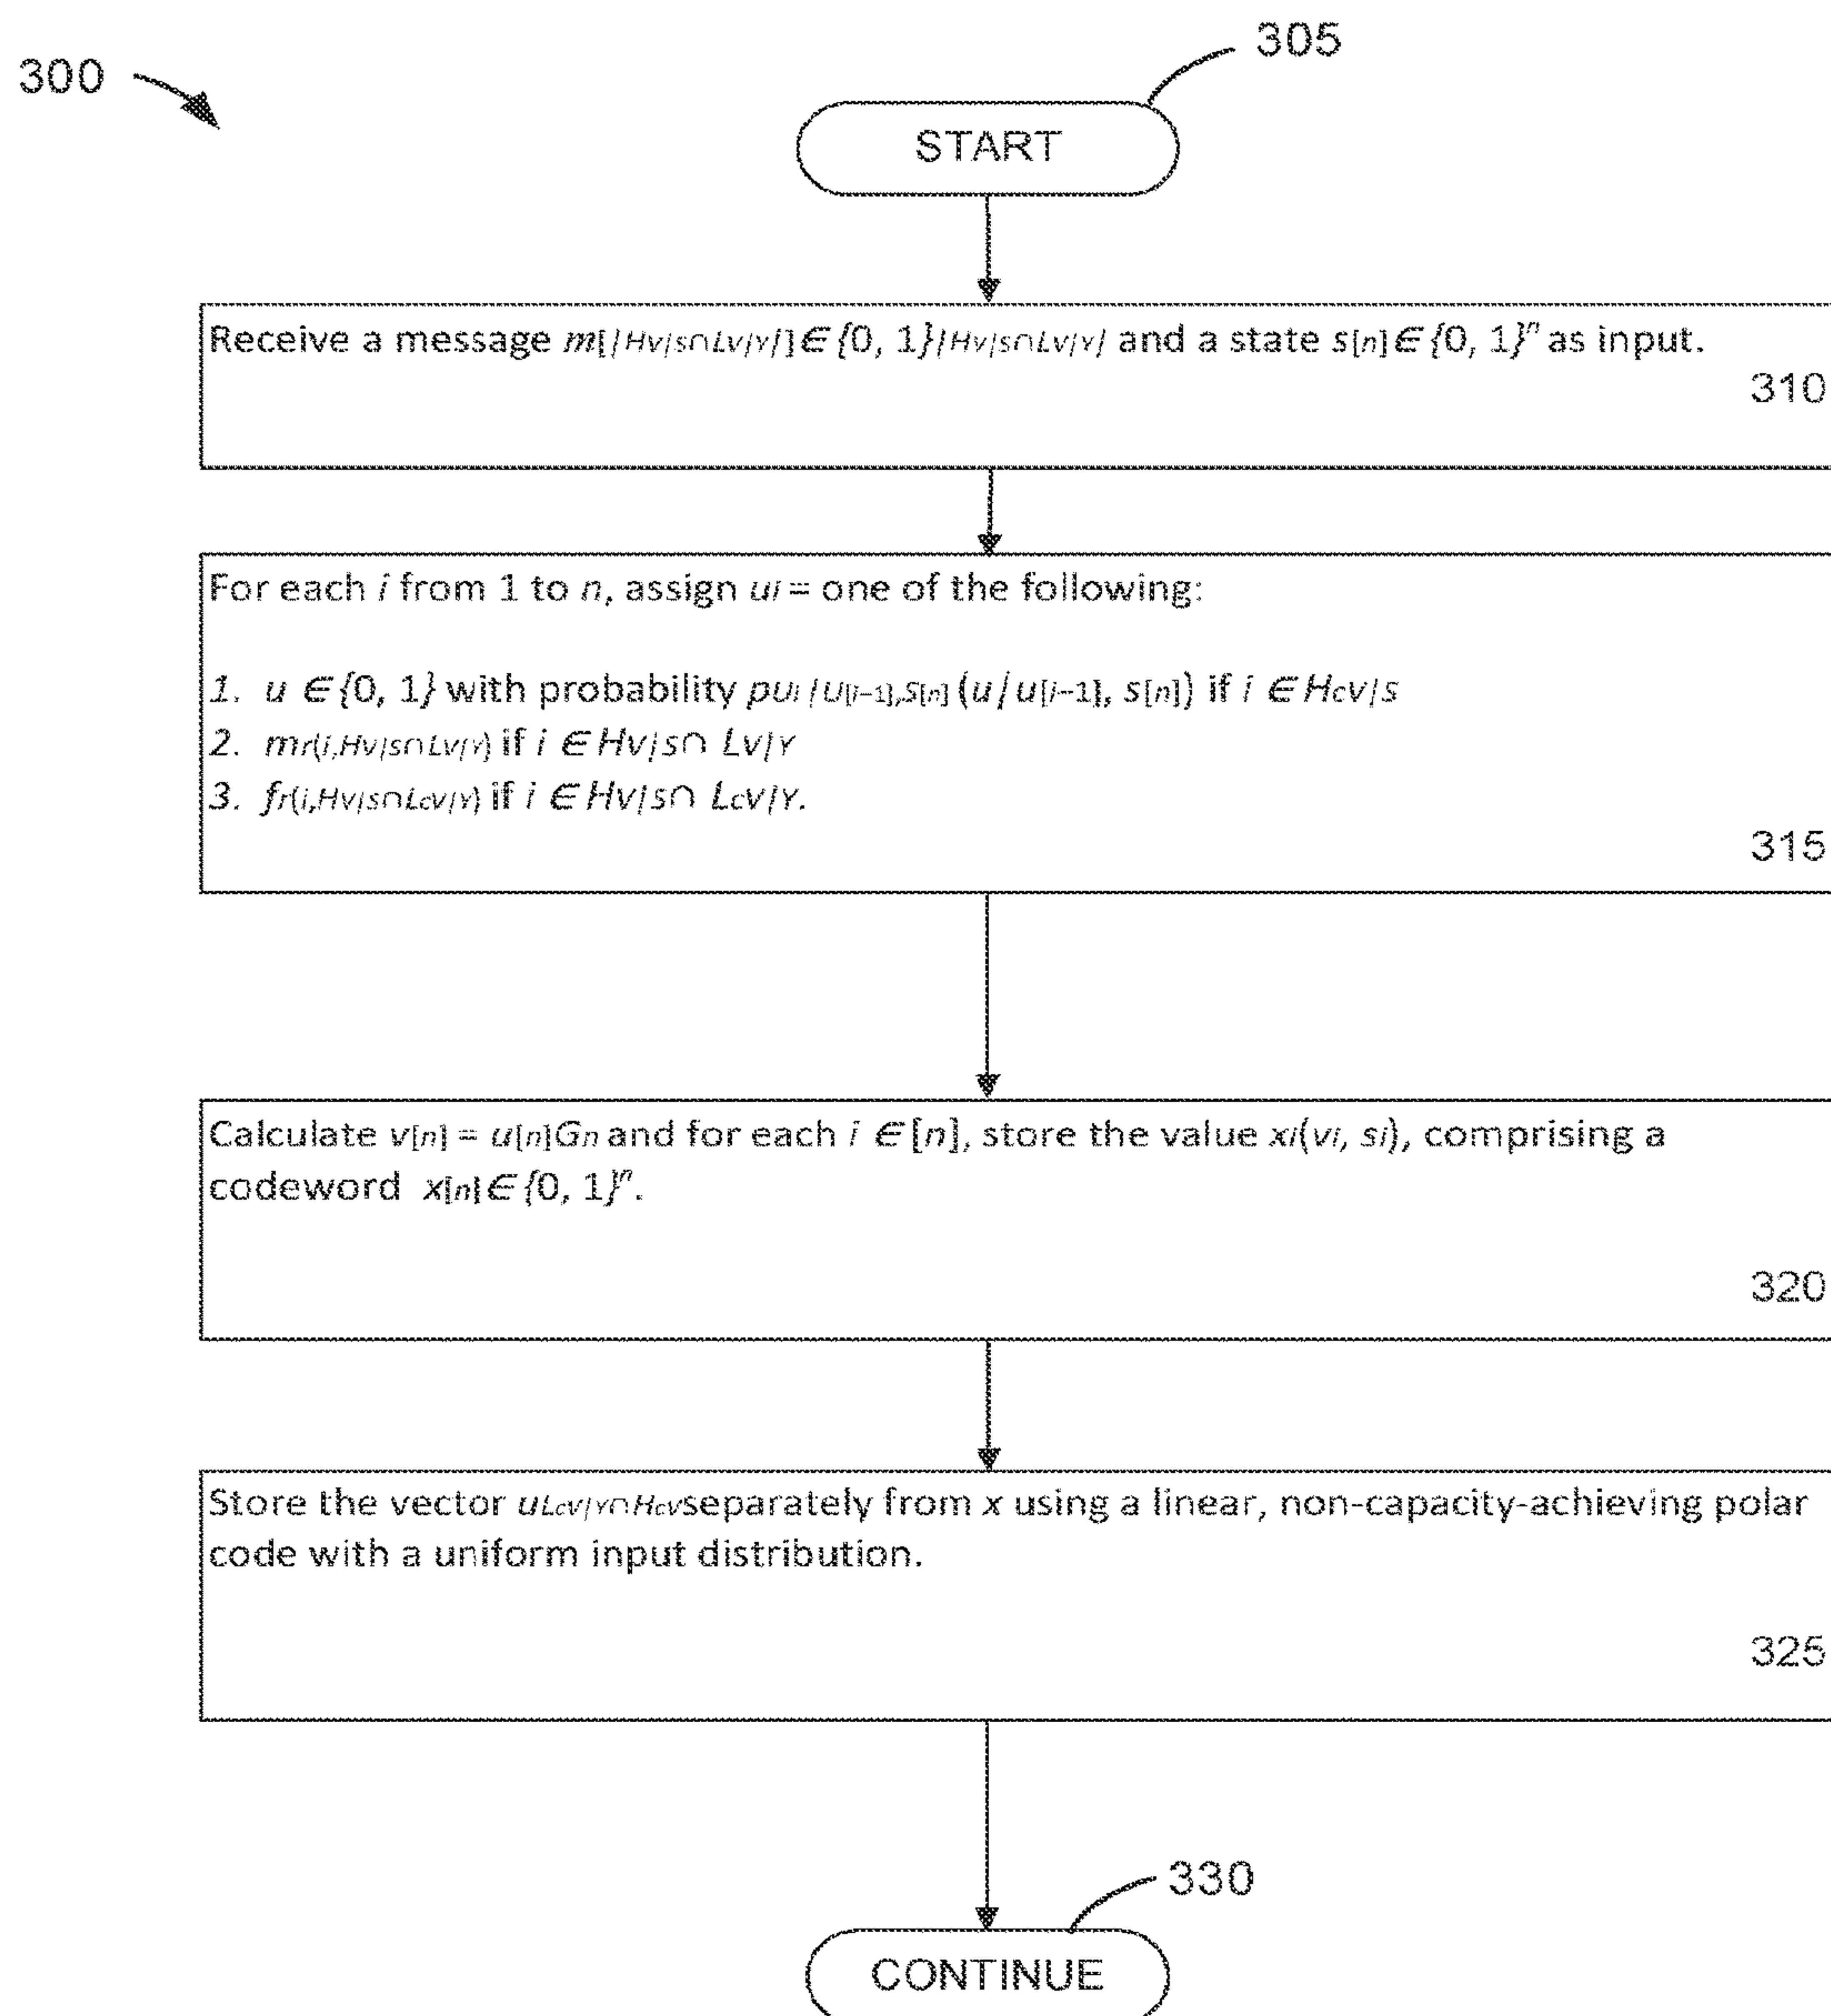 300
305
START
Receive a message m[|Hv|s∩Lv|Y|]∈{0, 1}|Hv|s∩Lv|Y| and a state s[n]∈{0, 1}ⁿ as input.
310
For each i from 1 to n, assign ui = one of the following:
1. u ∈{0, 1} with probability pui |u[i−1],s[n] (u|u[i−1], s[n]) if i ∈ Hcv|s
2. mr(i,Hv|s∩Lv|Y) if i ∈ Hv|s∩ Lv|Y
3. fr(i,Hv|s∩Lcv|Y) if i ∈ Hv|s∩ Lcv|Y.
315
Calculate v[n] = u[n]Gn and for each i ∈[n], store the value xi(vi, si), comprising a
codeword x[n]∈{0, 1}ⁿ.
320
Store the vector uLcv|Y∩Hcvseparately from x using a linear, non-capacity-achieving polar
code with a uniform input distribution.
325
330
CONTINUE